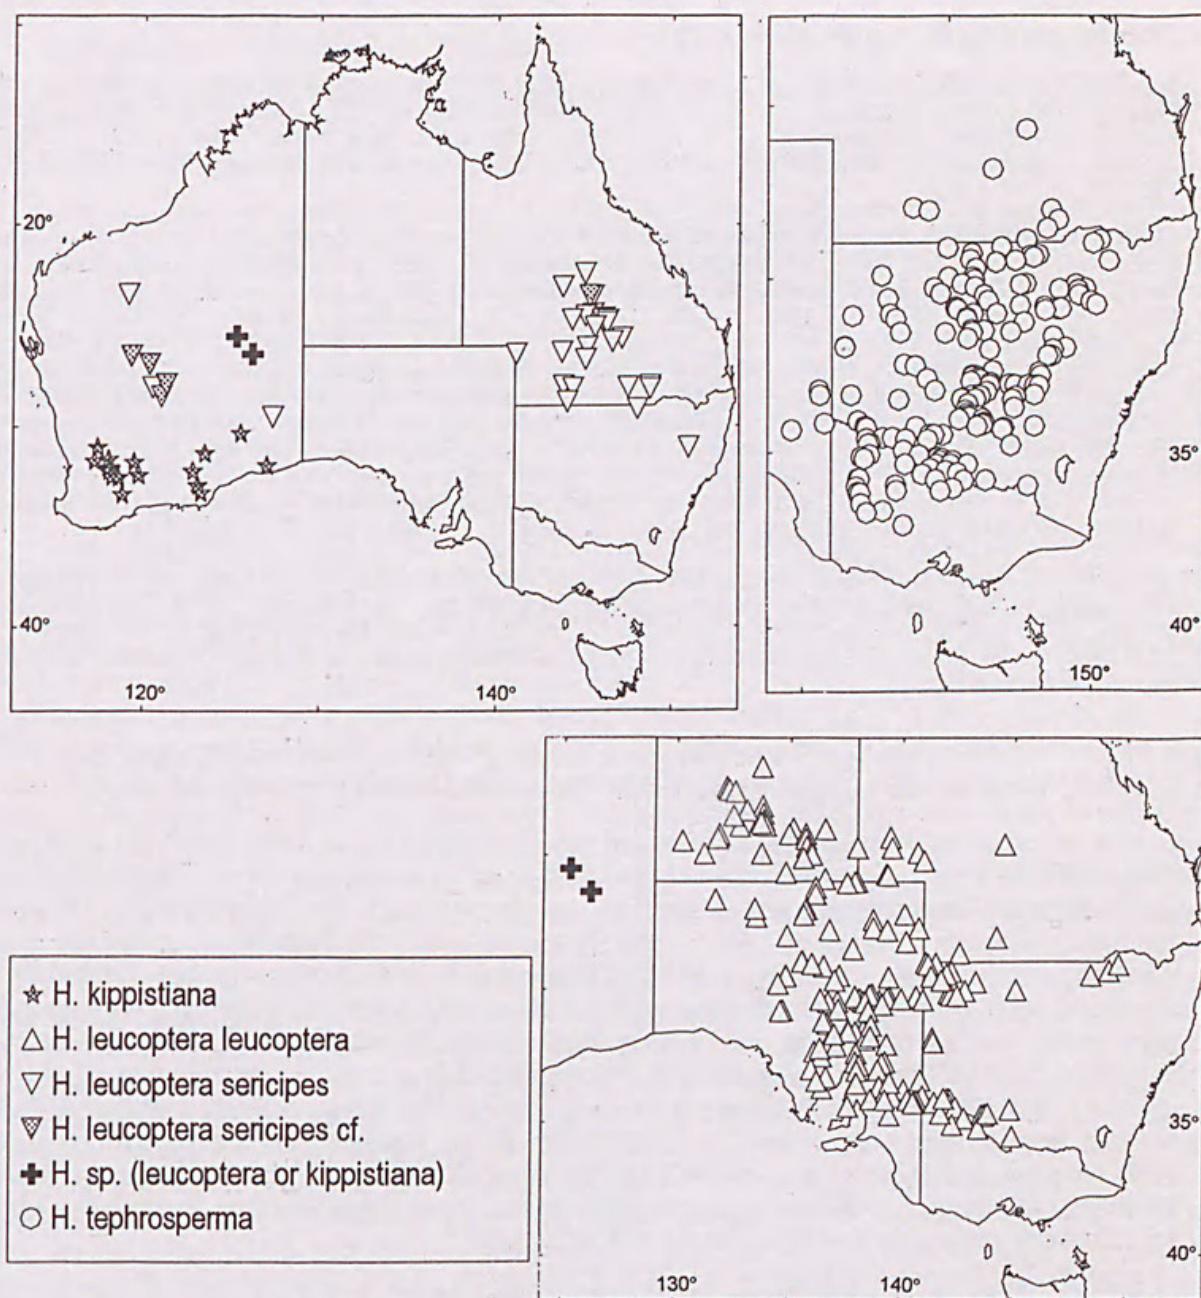 20°
40°
120°
140°
35°
40°
150°
H. kippistiana
H. leucoptera leucoptera
H. leucoptera sericipes
H. leucoptera sericipes cf.
H. sp. (leucoptera or kippistiana)
H. tephrosperma
35°
40°
130°
140°